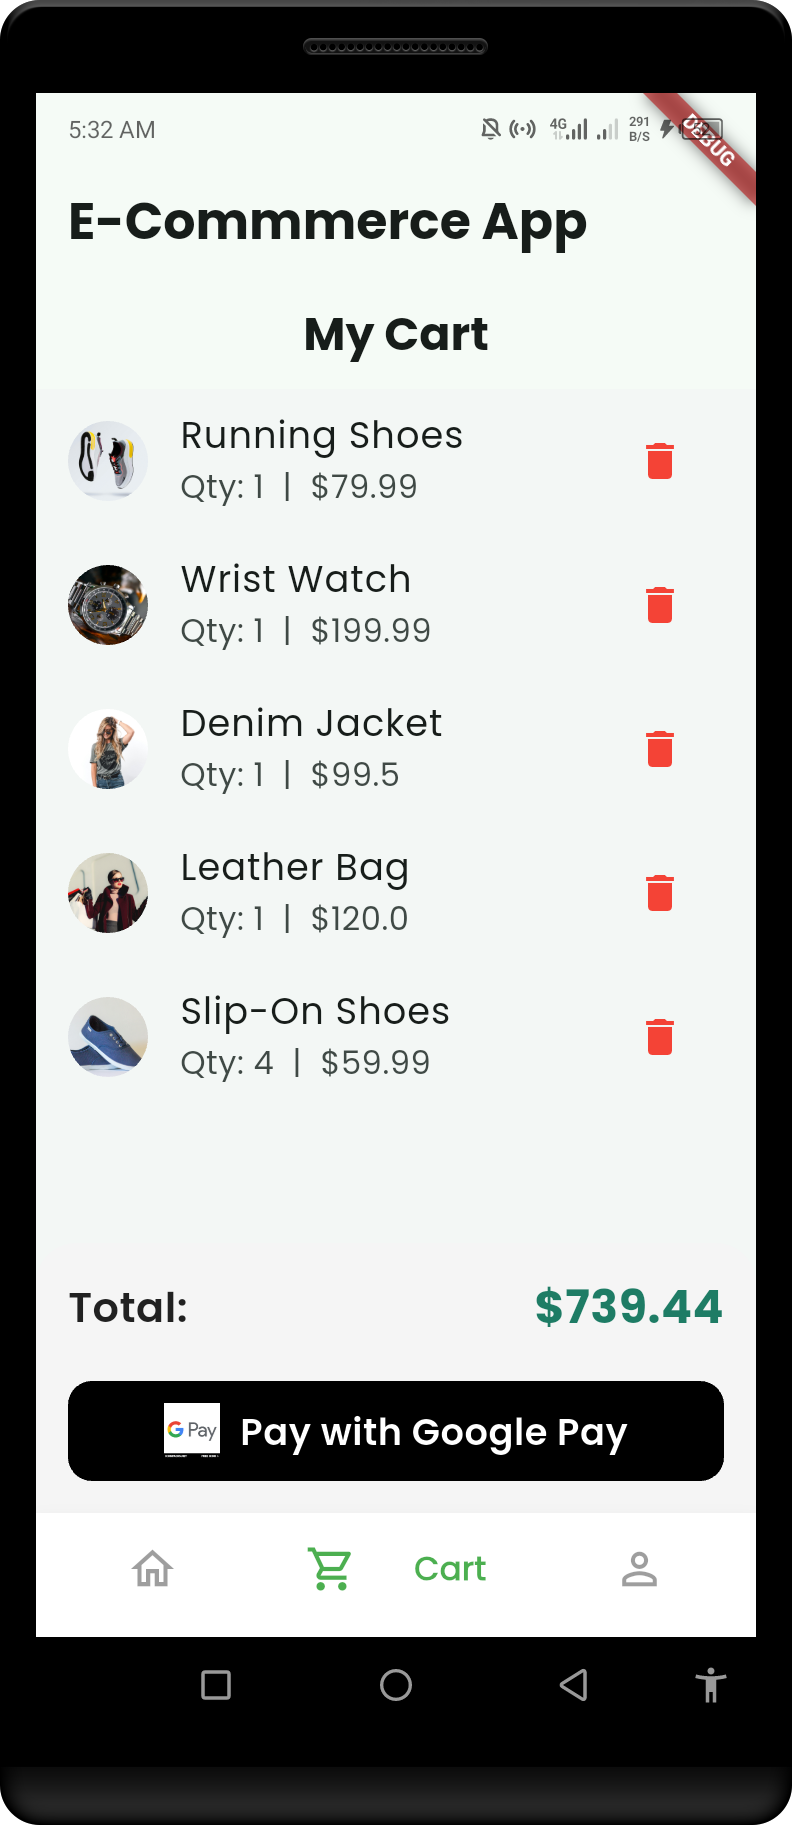 5:32 AM
4G
291
B/S
DEBUG
E-Commmerce App
My Cart
Running Shoes
Qty: 1 | $79.99
Wrist Watch
Qty: 1 | $199.99
Denim Jacket
Qty: 1 | $99.5
Leather Bag
Qty: 1 | $120.0
Slip-On Shoes
Qty: 4 | $59.99
Total:
$739.44
G Pay
Pay with Google Pay
Cart